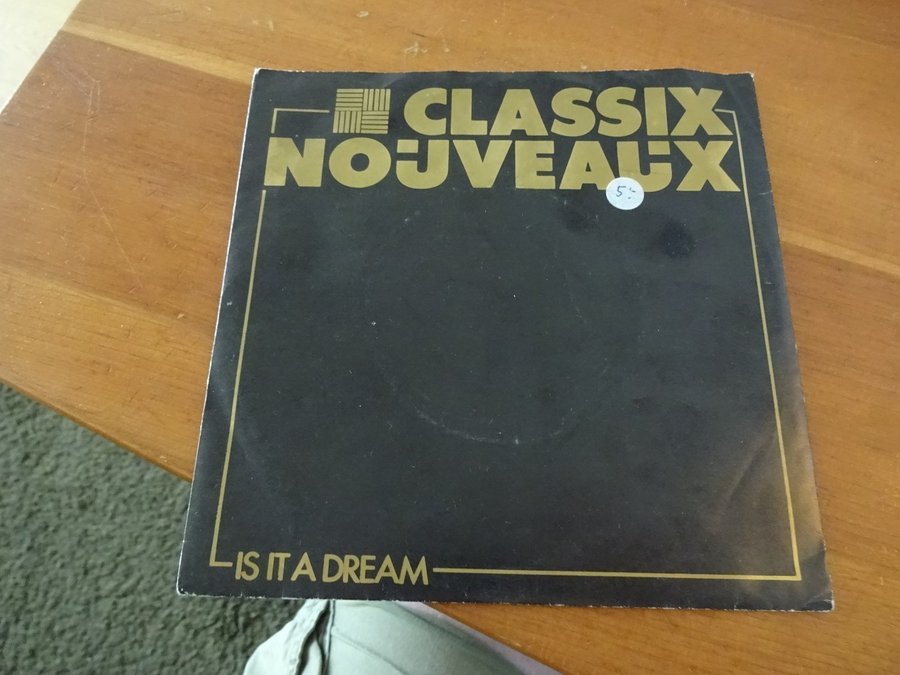 CLASSIX
NOUVEAUX
5:-
IS IT A DREAM